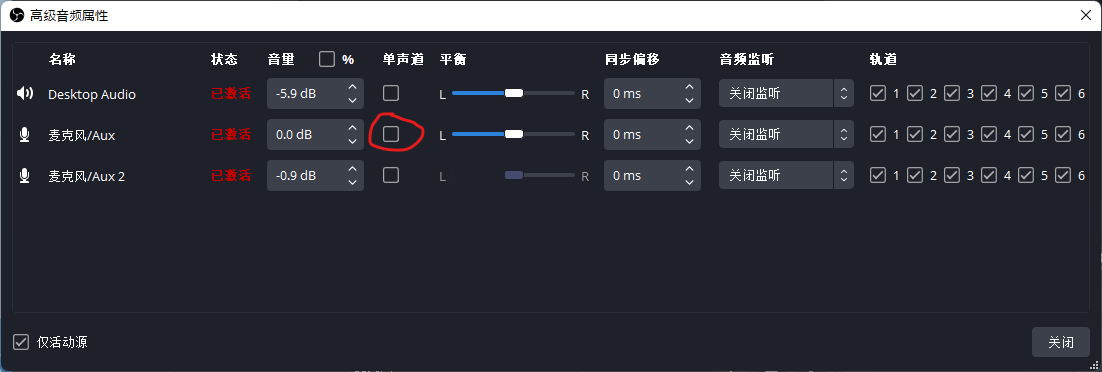 高级音频属性
名称 状态 音量 % 单声道 平衡 同步偏移 音频监听 轨道
Desktop Audio 已激活 -5.9 dB L R 0 ms 关闭监听 1 2 3 4 5 6
麦克风/Aux 已激活 0.0 dB L R 0 ms 关闭监听 1 2 3 4 5 6
麦克风/Aux 2 已激活 -0.9 dB L R 0 ms 关闭监听 1 2 3 4 5 6
仅活动源 关闭